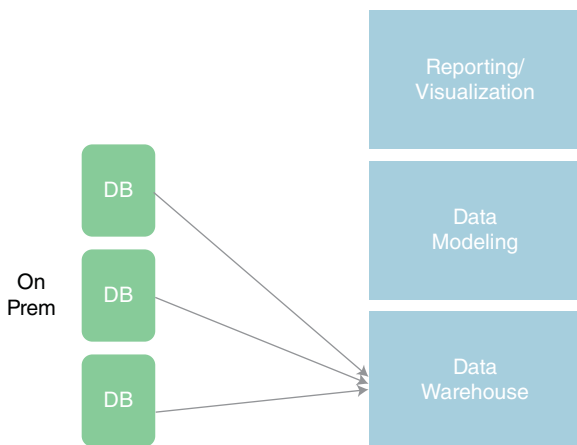 Reporting/
Visualization
DB
Data
Modeling
On
Prem
DB
DB
Data
Warehouse